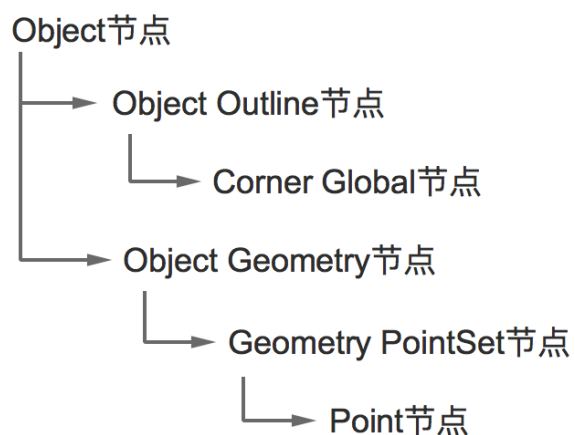 Object节点
Object Outline节点
Corner Global节点
Object Geometry节点
Geometry PointSet节点
Point节点